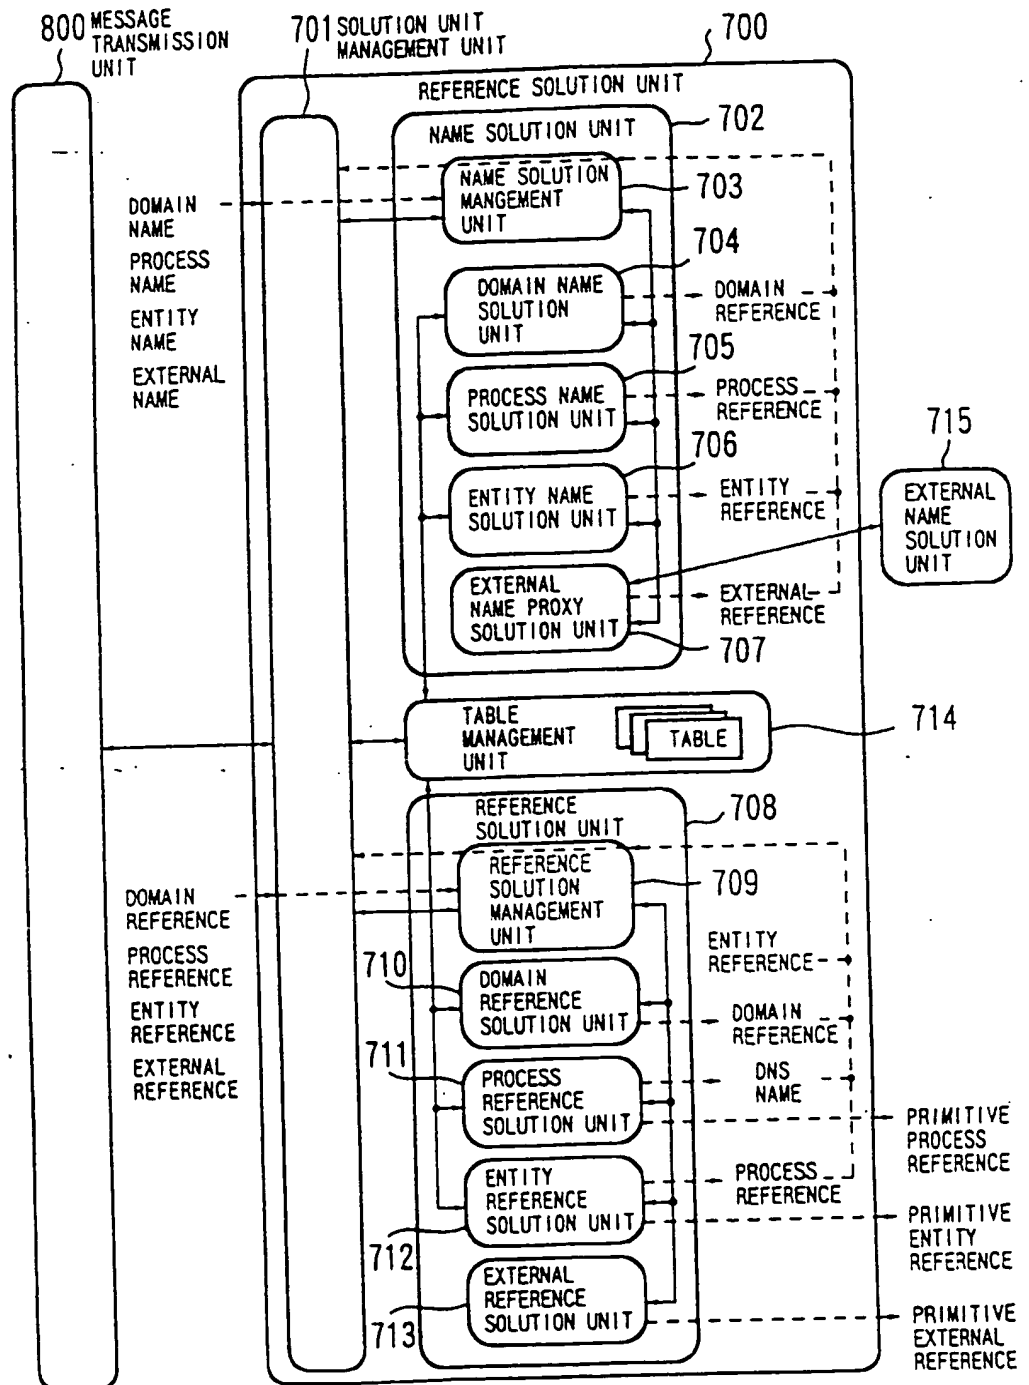 800 MESSAGE
TRANSMISSION
UNIT
701 SOLUTION UNIT
MANAGEMENT UNIT
700
REFERENCE SOLUTION UNIT
NAME SOLUTION UNIT
702
NAME SOLUTION
MANGEMENT
UNIT
703
DOMAIN
NAME
PROCESS
NAME
ENTITY
NAME
EXTERNAL
NAME
704
DOMAIN NAME
SOLUTION
UNIT
DOMAIN
REFERENCE
705
PROCESS NAME
SOLUTION UNIT
PROCESS
REFERENCE
706
ENTITY NAME
SOLUTION UNIT
ENTITY
REFERENCE
715
EXTERNAL
NAME
SOLUTION
UNIT
EXTERNAL
NAME PROXY
SOLUTION UNIT
EXTERNAL
REFERENCE
707
TABLE
MANAGEMENT
UNIT
TABLE
714
REFERENCE
SOLUTION UNIT
708
REFERENCE
SOLUTION
MANAGEMENT
UNIT
709
DOMAIN
REFERENCE
PROCESS
REFERENCE
ENTITY
REFERENCE
EXTERNAL
REFERENCE
ENTITY
REFERENCE
710
DOMAIN
REFERENCE
SOLUTION UNIT
DOMAIN
REFERENCE
711
PROCESS
REFERENCE
SOLUTION UNIT
DNS
NAME
PRIMITIVE
PROCESS
REFERENCE
ENTITY
REFERENCE
SOLUTION UNIT
712
PROCESS
REFERENCE
PRIMITIVE
ENTITY
REFERENCE
EXTERNAL
REFERENCE
SOLUTION UNIT
713
PRIMITIVE
EXTERNAL
REFERENCE